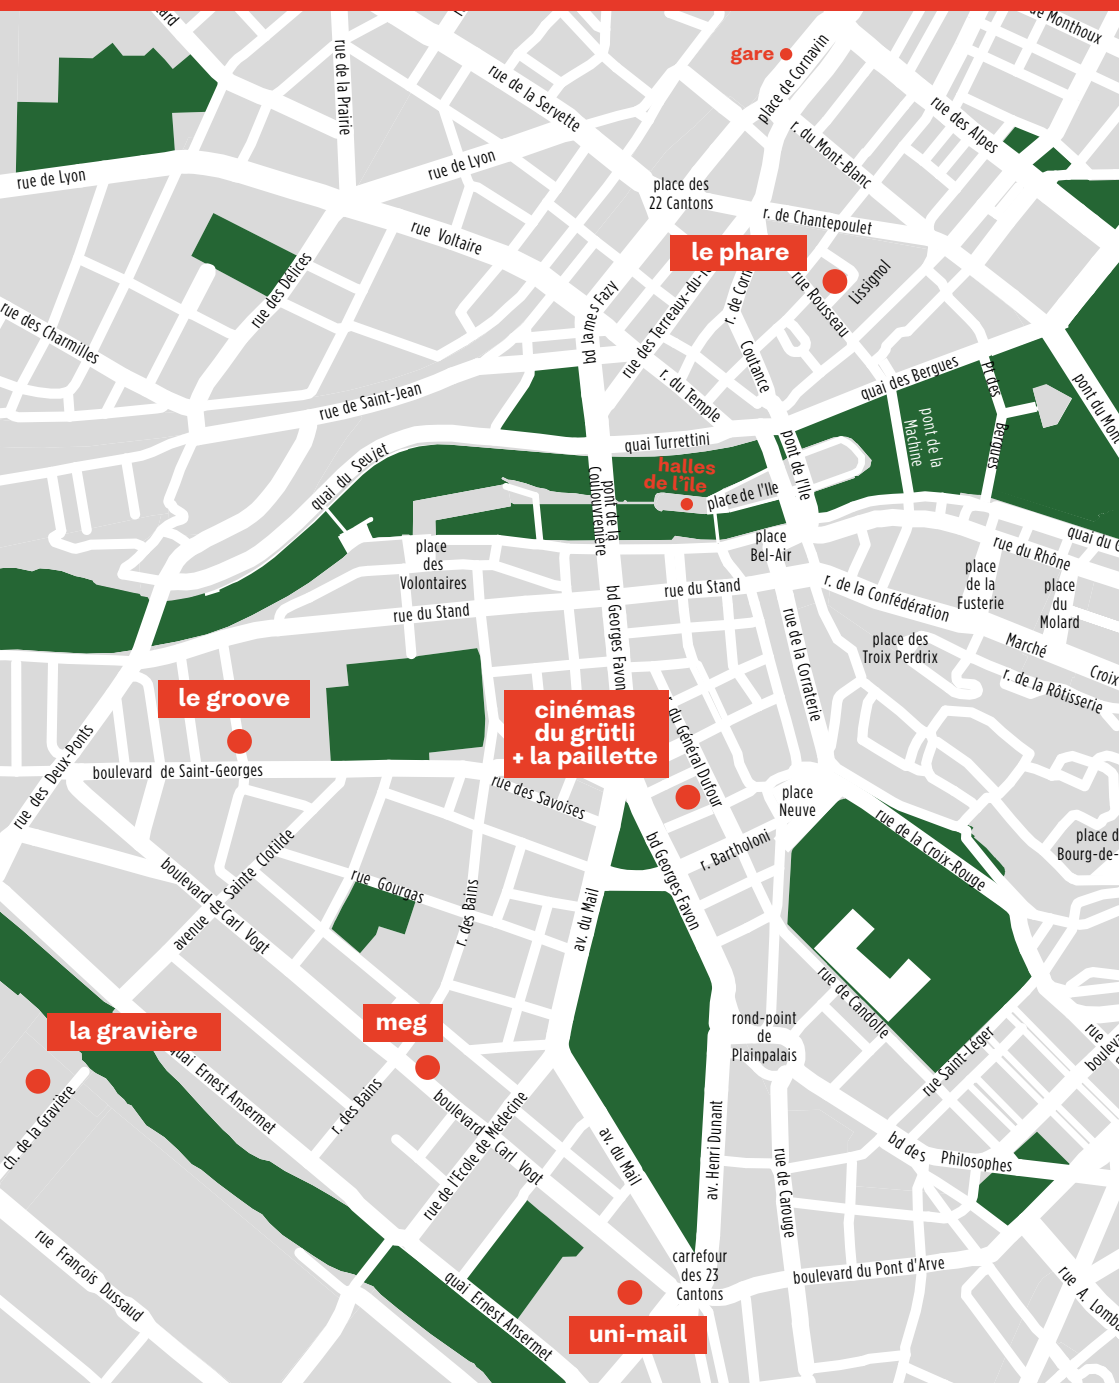 rue de Monthoux
gare
place de Cornavin
rue de la Prairie
rue de la Servette
rue des Alpes
r. du Mont-Blanc
rue de Lyon
rue de Lyon
place des
22 Cantons
r. de Chantepoulet
rue Voltaire
le phare
rue des Délices
rue Rousseau
Lissignol
rue des Charmilles
bd James Fazy
rue des Terreaux-du-
r. de
Coutance
r. du Temple
quai des Bergues
Pt des
Bergues
rue de Saint-Jean
pont de la
Machine
quai Turrettini
pont de l'Ile
quai du Seujet
halles
de l'île
place de l'Ile
pont de la
Coulouvrenière
place
des
Volontaires
place
Bel-Air
rue du Rhône
quai du
place
de la
Fusterie
place
du
Molard
rue du Stand
rue du Stand
r. de la Confédération
bd Georges Favon
rue de la Corraterie
place des
Troix Perdrix
Marché
Croix
r. de la Rôtisserie
le groove
cinémas
du grütli
+ la paillette
du Général Dufour
rue des Deux-Ponts
boulevard de Saint-Georges
rue des Savoises
place
Neuve
rue de la Croix-Rouge
r. Bartholoni
bd Georges Favon
boulevard Carl Vogt
avenue de Sainte Clotilde
rue Gourgas
r. des Bains
av. du Mail
rue de Candolle
la gravière
meg
rond-point
de
Plainpalais
rue Saint-Léger
quai Ernest Ansermet
ch. de la Gravière
r. des Bains
boulevard Carl Vogt
rue de l'Ecole de Médecine
av. du Mail
av. Henri Dunant
rue de Carouge
bd des Philosophes
rue François Dussaud
quai Ernest Ansermet
carrefour
des 23
Cantons
boulevard du Pont d'Arve
rue A.
uni-mail